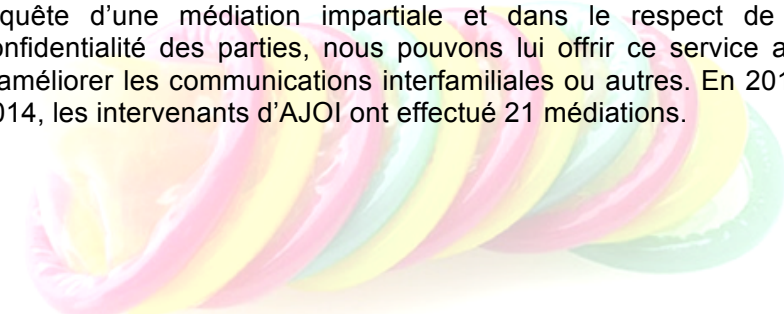 quête d’une médiation impartiale et dans le respect de
onfidentialité des parties, nous pouvons lui offrir ce service a
améliorer les communications interfamiliales ou autres. En 201
014, les intervenants d’AJOI ont effectué 21 médiations.